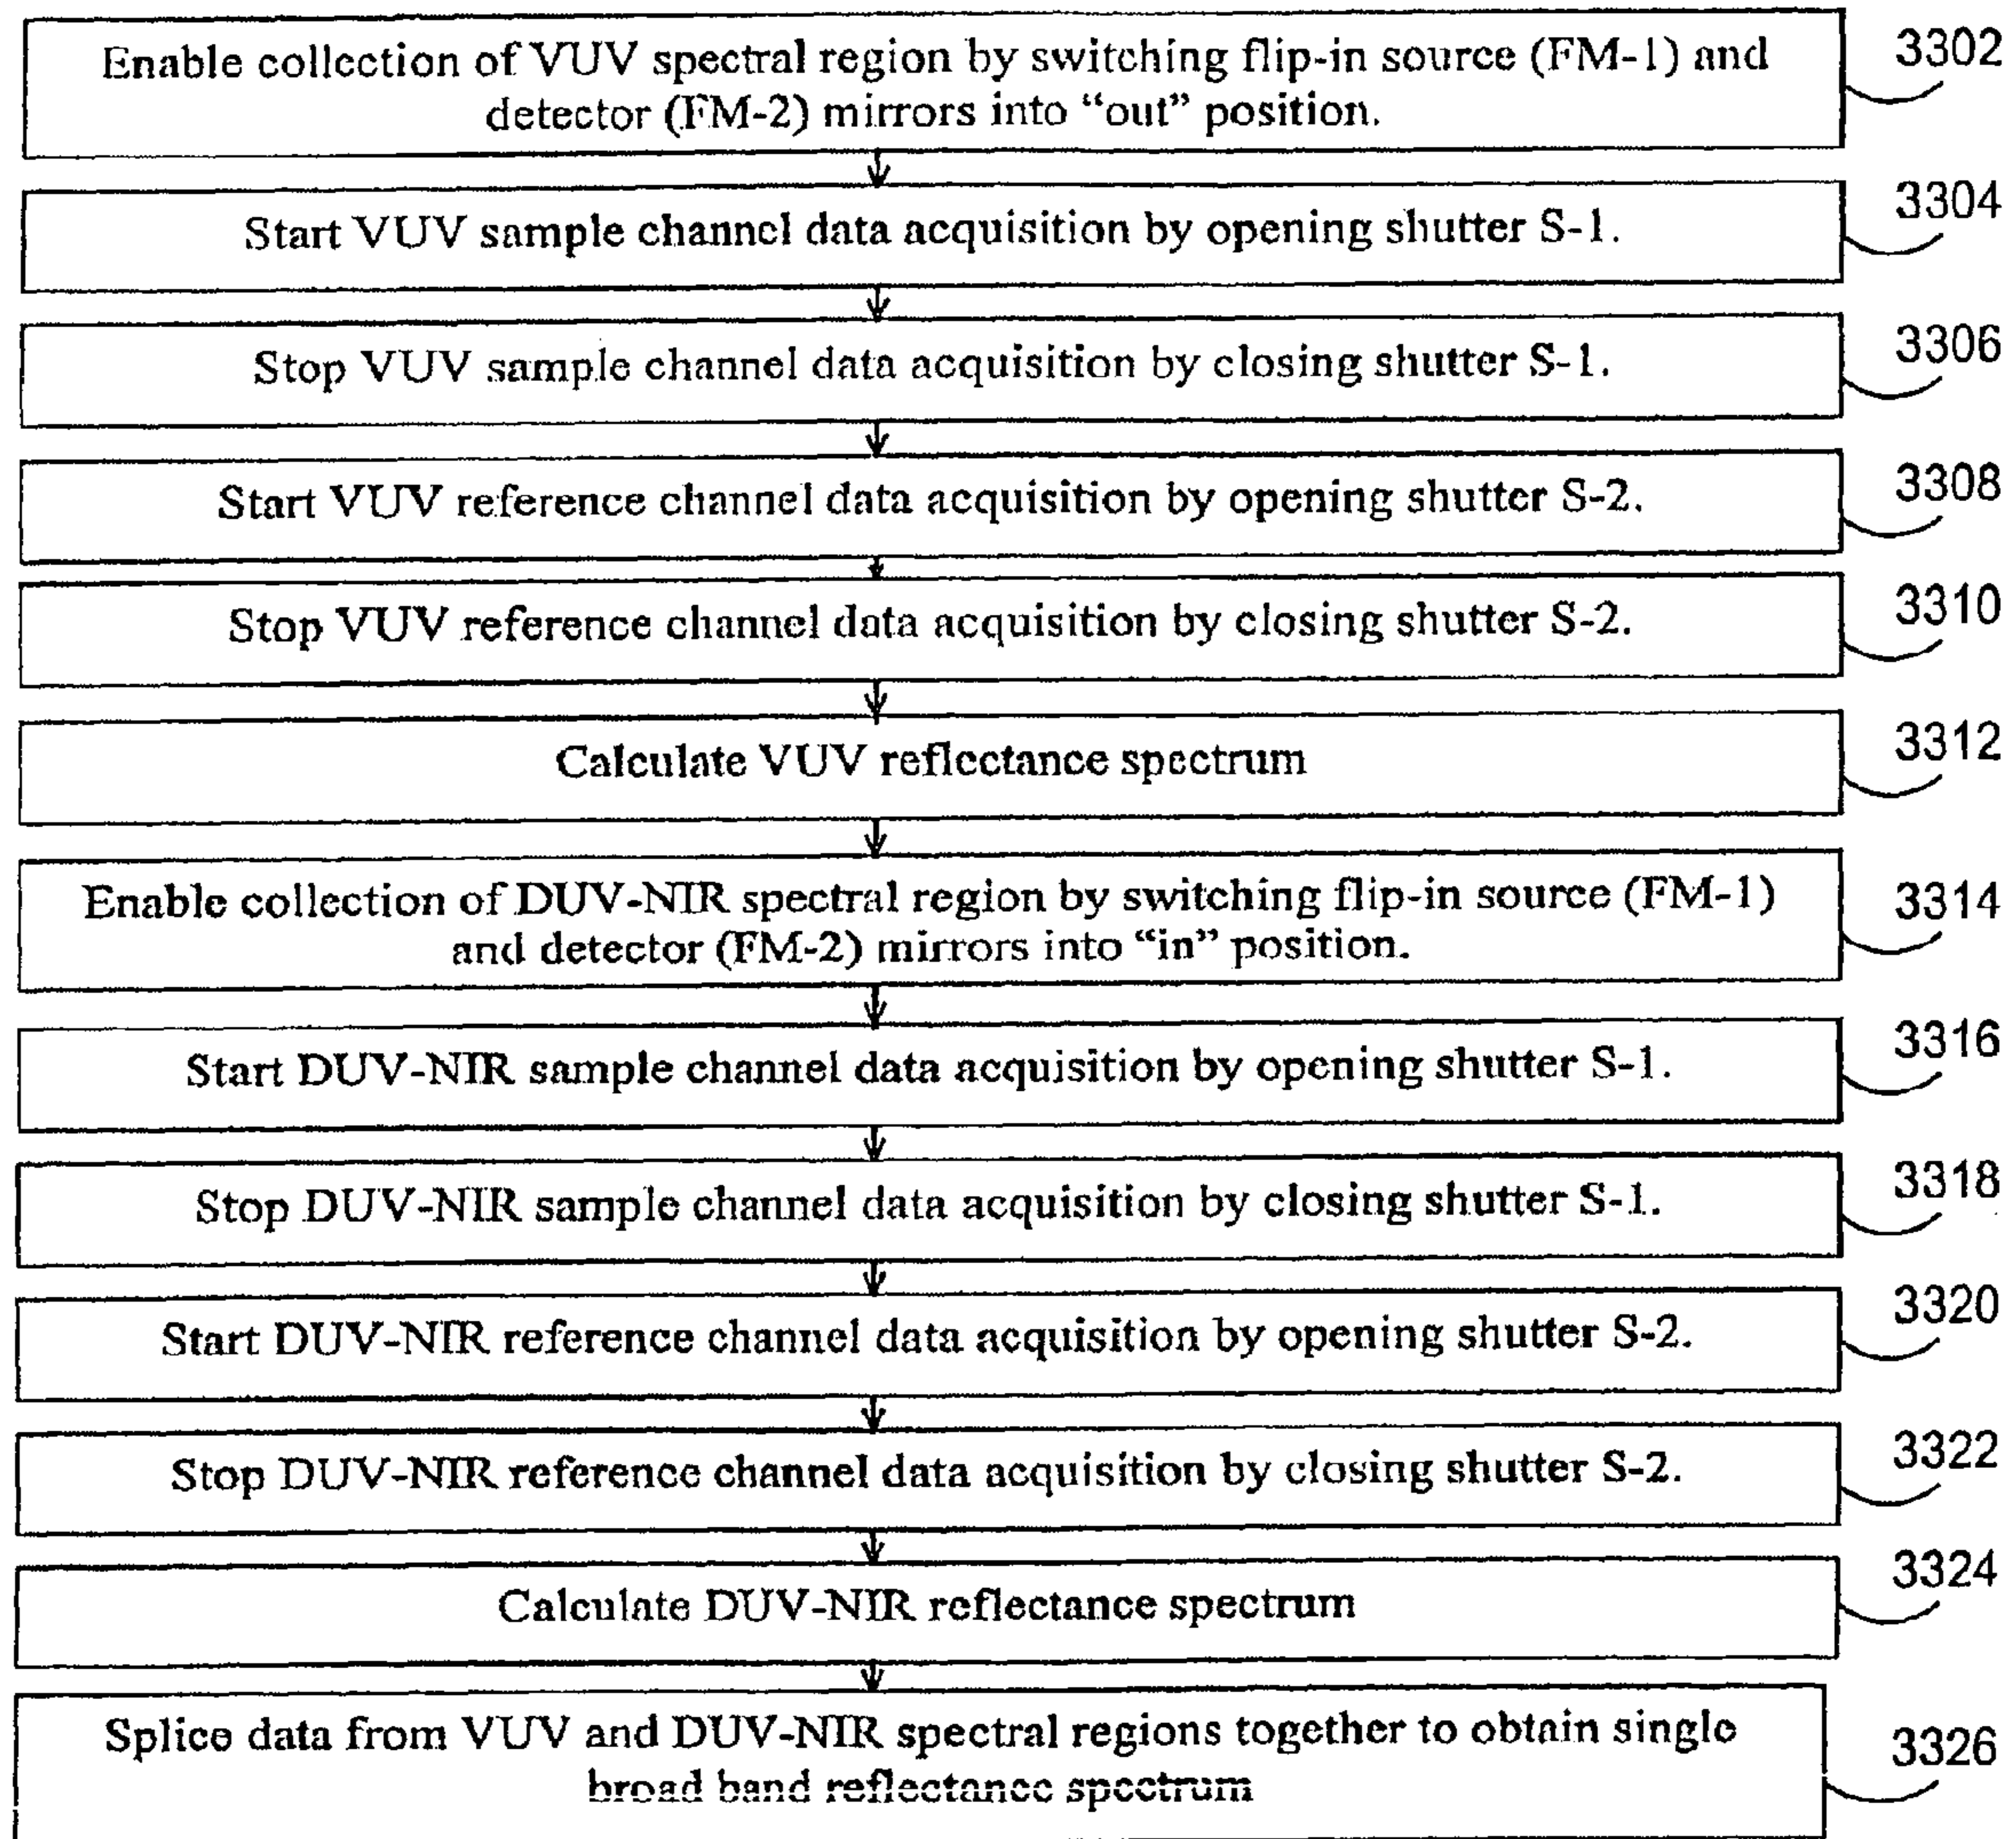 Enable collection of VUV spectral region by switching flip-in source (FM-1) and
detector (FM-2) mirrors into “out” position.
3302
Start VUV sample channel data acquisition by opening shutter S-1.
3304
Stop VUV sample channel data acquisition by closing shutter S-1.
3306
Start VUV reference channel data acquisition by opening shutter S-2.
3308
Stop VUV reference channel data acquisition by closing shutter S-2.
3310
Calculate VUV reflectance spectrum
3312
Enable collection of DUV-NIR spectral region by switching flip-in source (FM-1)
and detector (FM-2) mirrors into “in” position.
3314
Start DUV-NIR sample channel data acquisition by opening shutter S-1.
3316
Stop DUV-NIR sample channel data acquisition by closing shutter S-1.
3318
Start DUV-NIR reference channel data acquisition by opening shutter S-2.
3320
Stop DUV-NIR reference channel data acquisition by closing shutter S-2.
3322
Calculate DUV-NIR reflectance spectrum
3324
Splice data from VUV and DUV-NIR spectral regions together to obtain single
broad band reflectance spectrum
3326